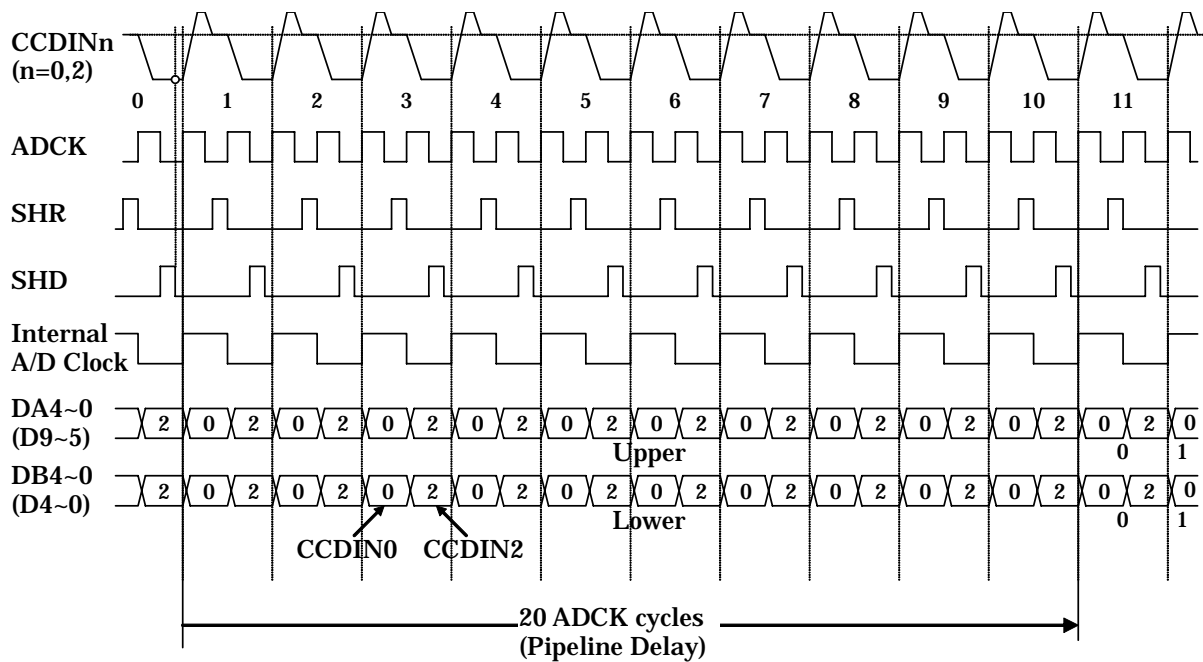 CCDINn
(n=0,2)
0 1 2 3 4 5 6 7 8 9 10 11
ADCK
SHR
SHD
Internal
A/D Clock
DA4~0
(D9~5)
2 0 2 0 2 0 2 0 2 0 2 0 2 0 2 0 2 0 2 0 2 0 2 0
Upper
0 1
DB4~0
(D4~0)
2 0 2 0 2 0 2 0 2 0 2 0 2 0 2 0 2 0 2 0 2 0 2 0
Lower
0 1
CCDIN0 CCDIN2
20 ADCK cycles
(Pipeline Delay)